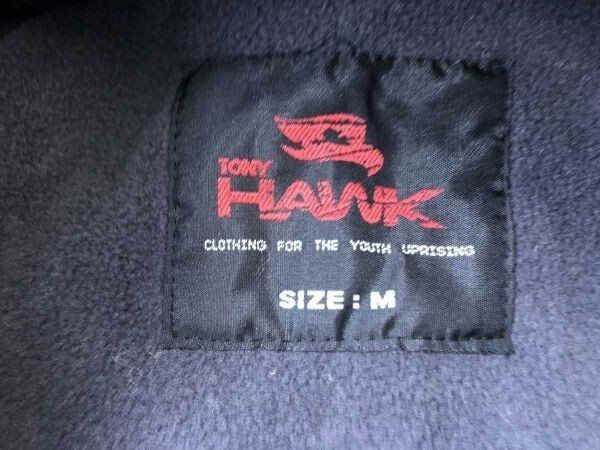 TONY
HAWK
CLOTHING FOR THE YOUTH UPRISING
SIZE : M